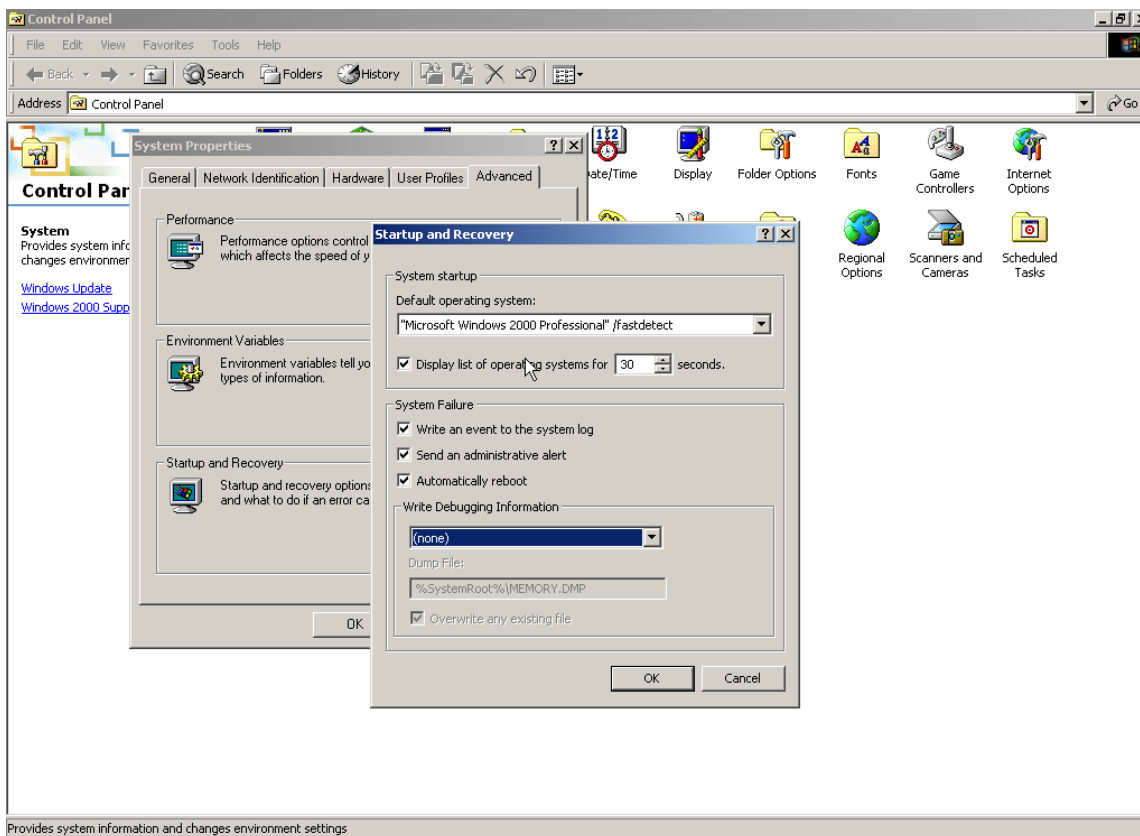 Control Panel
File Edit View Favorites Tools Help
Back Search Folders History
Address Control Panel Go
Control Pan
System
Provides system info
changes environmen
Windows Update
Windows 2000 Supp
Date/Time Display Folder Options Fonts Game Controllers Internet Options
Regional Options Scanners and Cameras Scheduled Tasks
System Properties
General Network Identification Hardware User Profiles Advanced
Performance
Performance options control
which affects the speed of y
Environment Variables
Environment variables tell yo
types of information.
Startup and Recovery
Startup and recovery options
and what to do if an error ca
OK
Startup and Recovery
System startup
Default operating system:
"Microsoft Windows 2000 Professional" /fastdetect
Display list of operating systems for 30 seconds.
System Failure
Write an event to the system log
Send an administrative alert
Automatically reboot
Write Debugging Information
(none)
Dump File:
%SystemRoot%\MEMORY.DMP
Overwrite any existing file
OK Cancel
Provides system information and changes environment settings